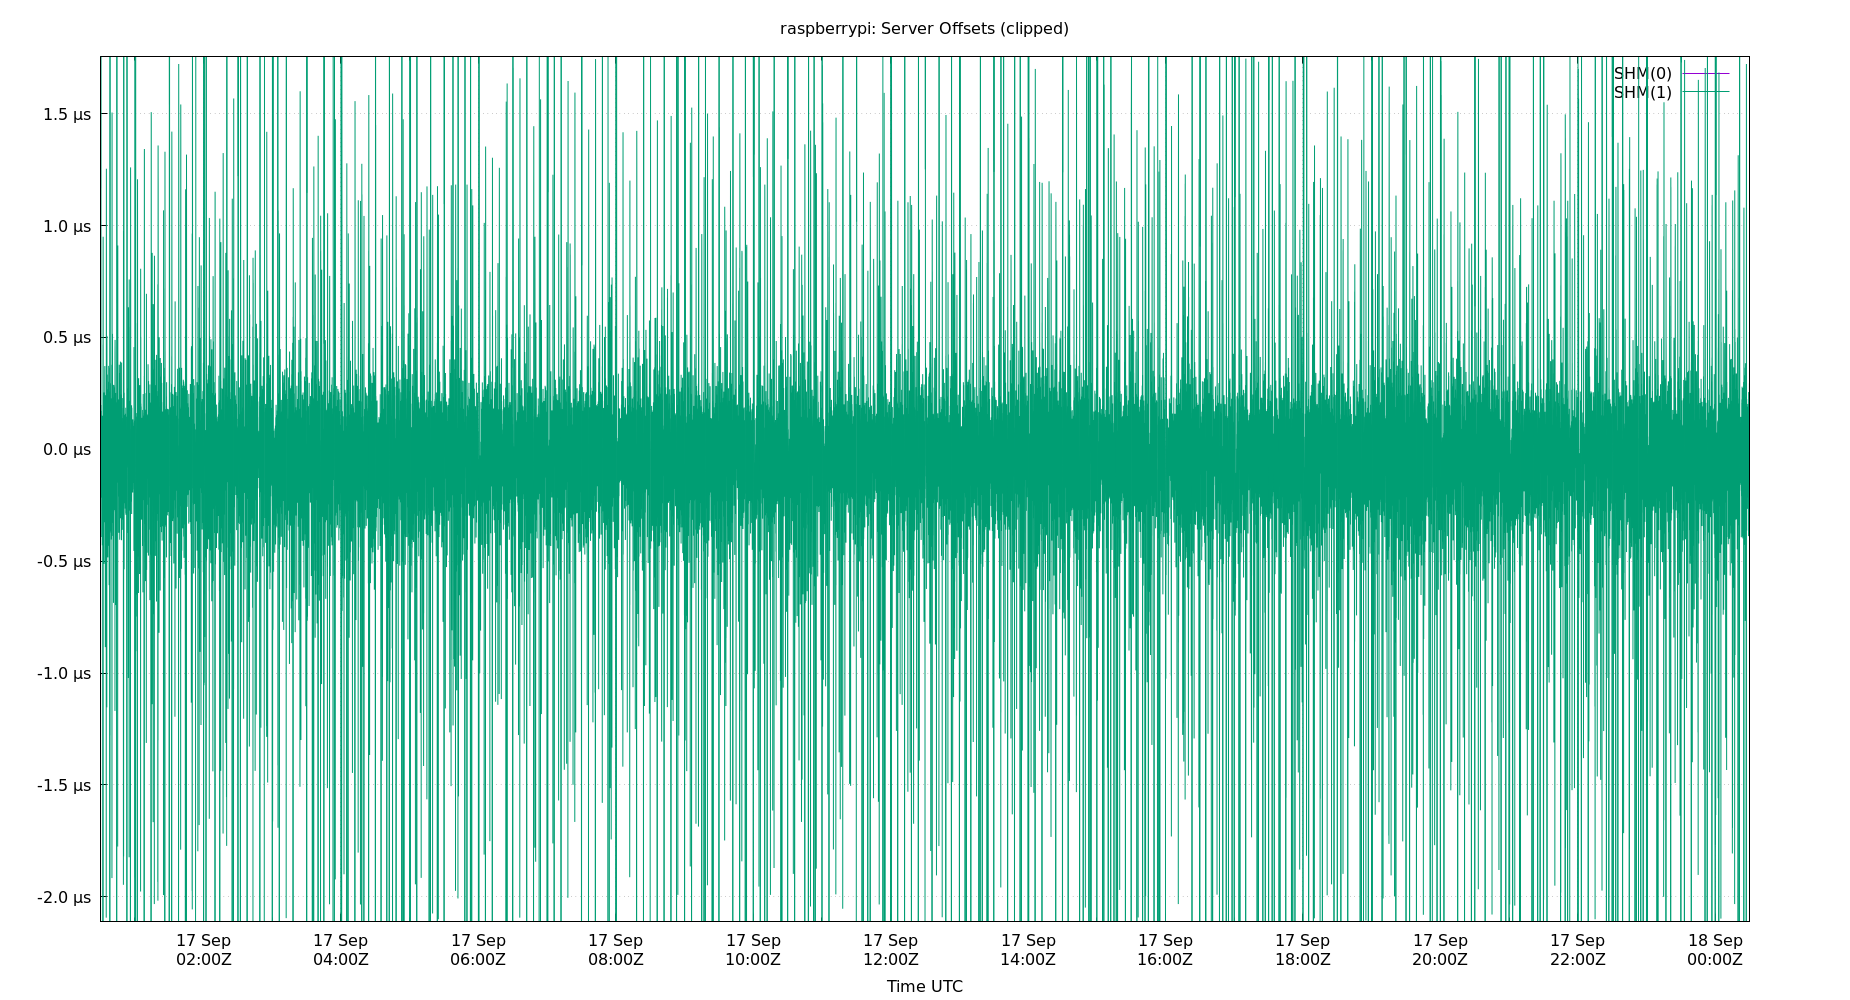 raspberrypi: Server Offsets (clipped)
SHM(0)
SHM(1)
1.5 µs
1.0 µs
0.5 µs
0.0 µs
-0.5 µs
-1.0 µs
-1.5 µs
-2.0 µs
17 Sep 17 Sep 17 Sep 17 Sep 17 Sep 17 Sep 17 Sep 17 Sep 17 Sep 17 Sep 17 Sep 18 Sep
02:00Z 04:00Z 06:00Z 08:00Z 10:00Z 12:00Z 14:00Z 16:00Z 18:00Z 20:00Z 22:00Z 00:00Z
Time UTC